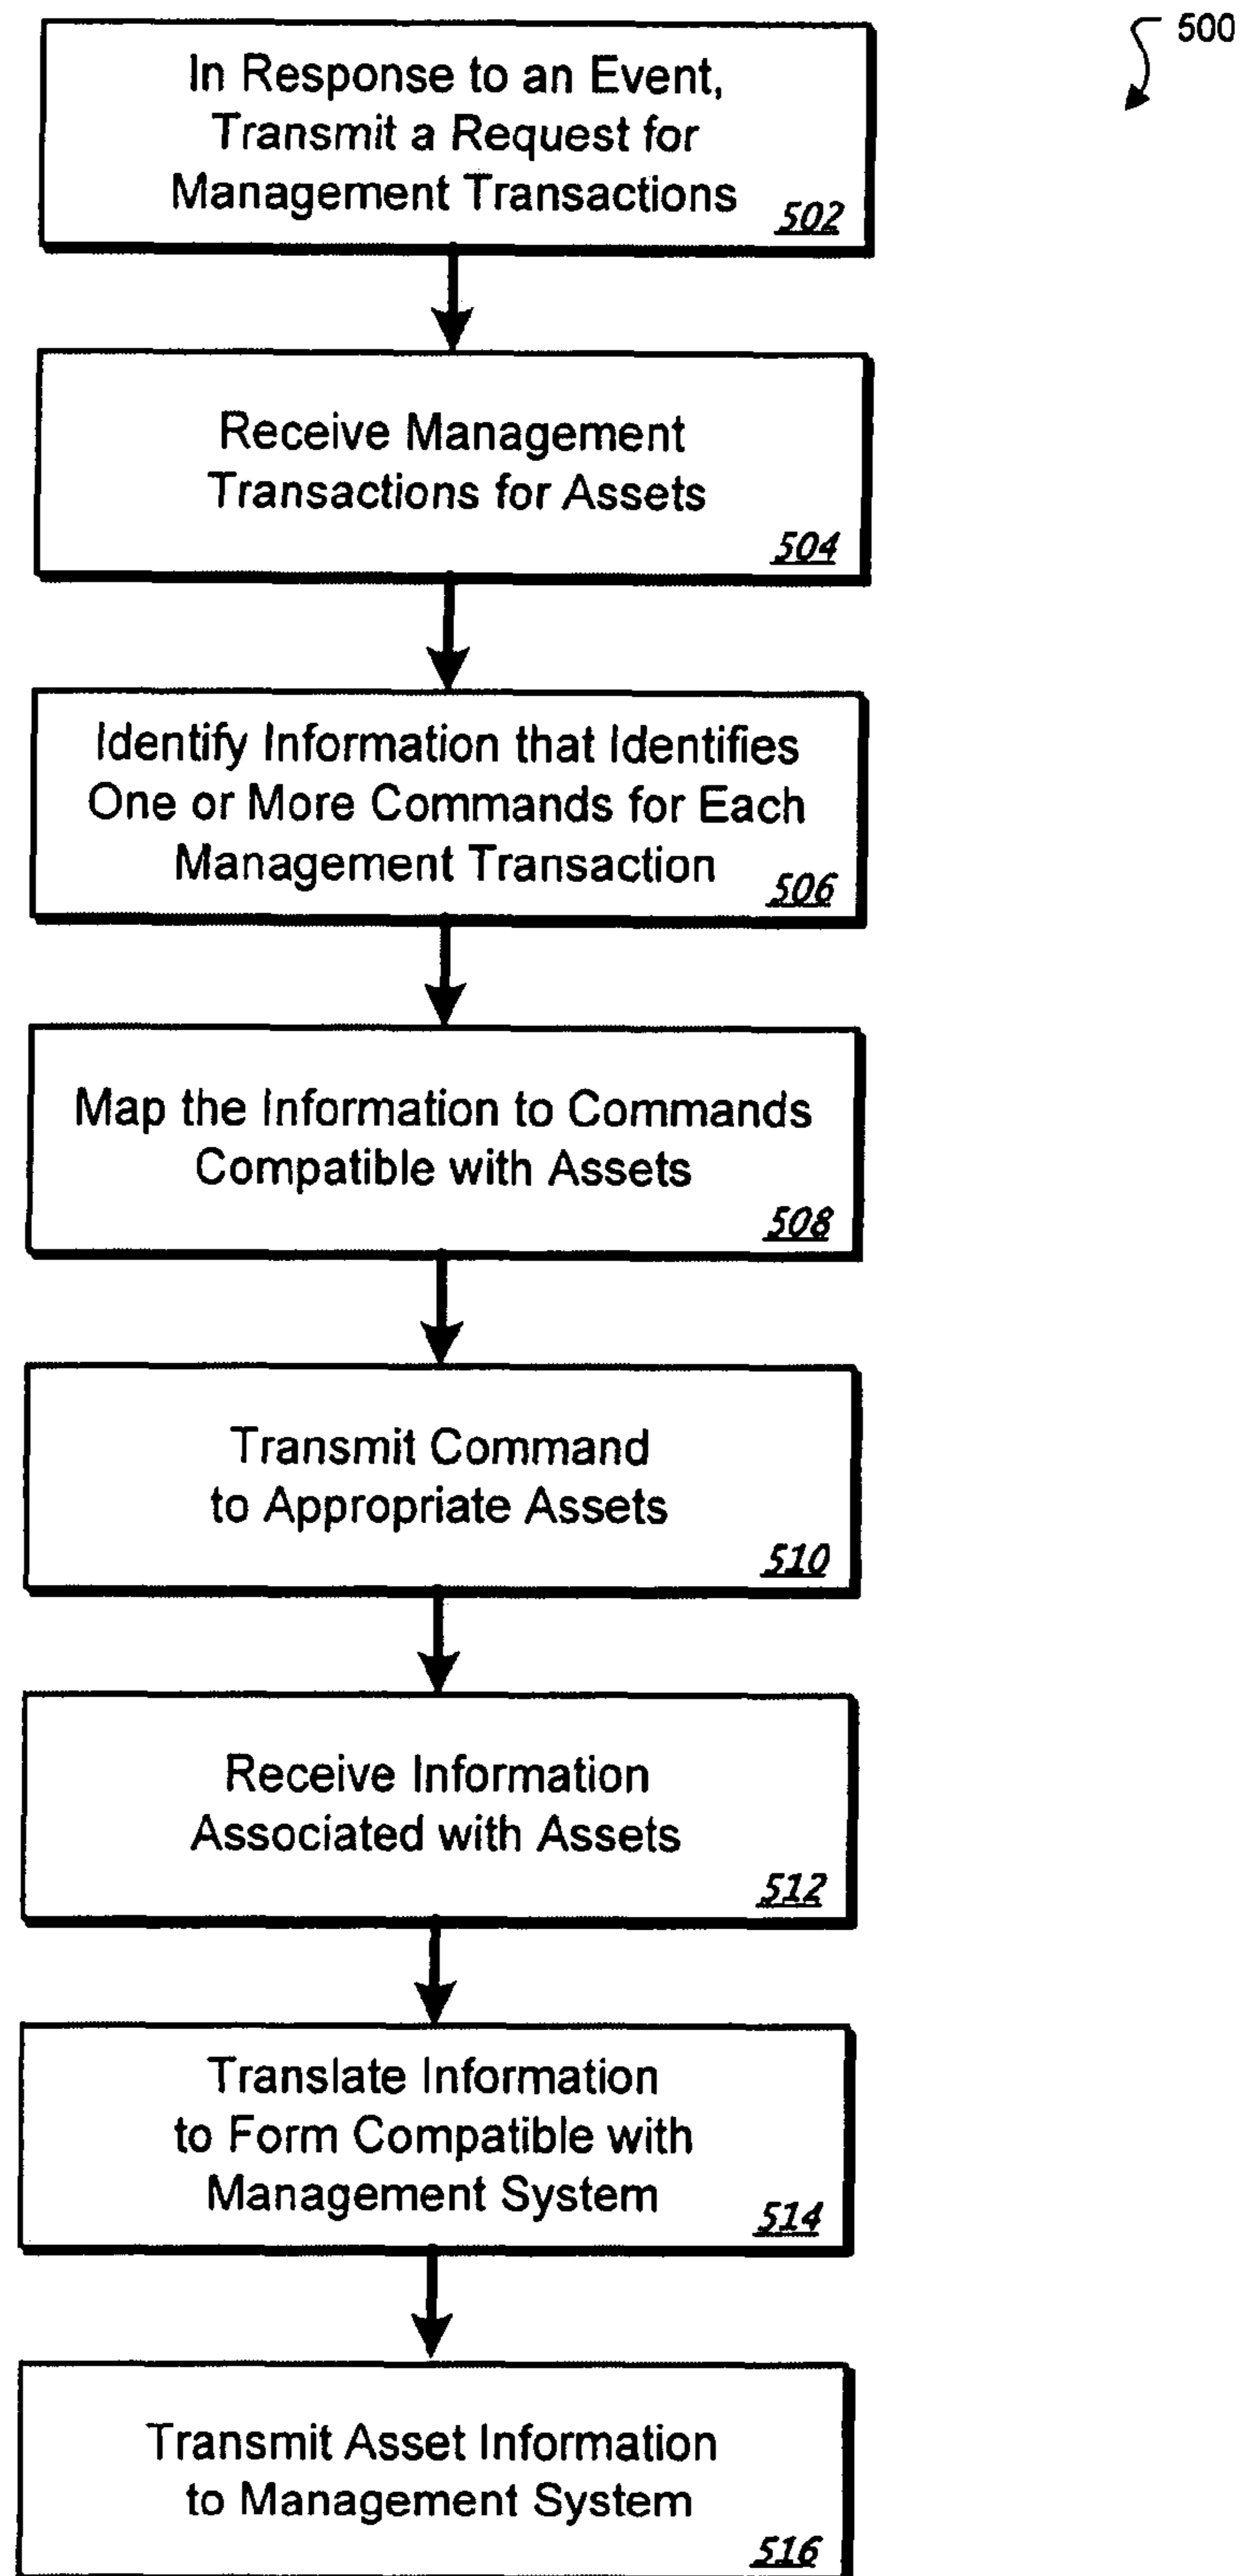 500
In Response to an Event,
Transmit a Request for
Management Transactions
502
Receive Management
Transactions for Assets
504
Identify Information that Identifies
One or More Commands for Each
Management Transaction
506
Map the Information to Commands
Compatible with Assets
508
Transmit Command
to Appropriate Assets
510
Receive Information
Associated with Assets
512
Translate Information
to Form Compatible with
Management System
514
Transmit Asset Information
to Management System
516